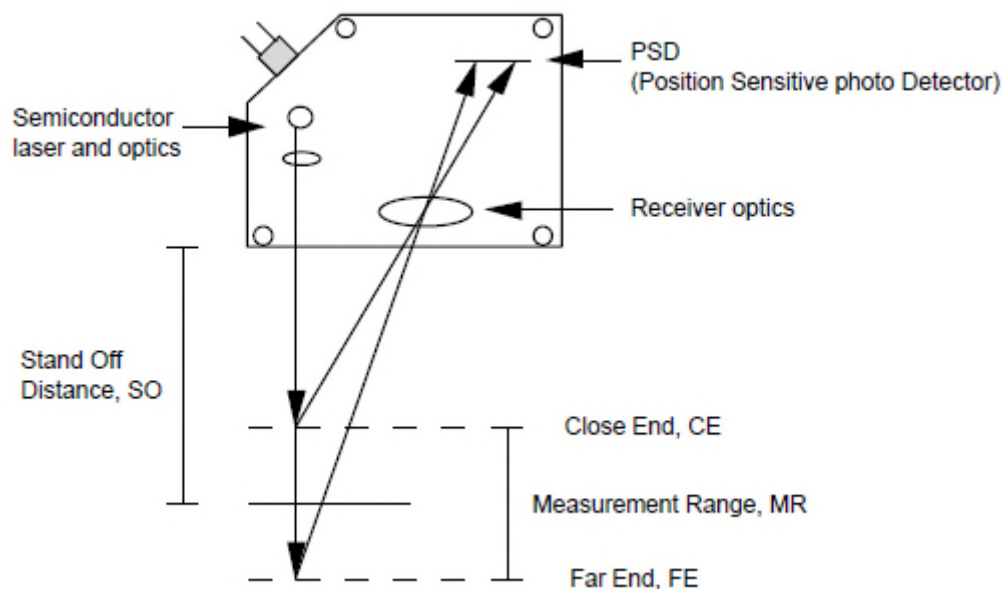 PSD
(Position Sensitive photo Detector)
Semiconductor
laser and optics
Receiver optics
Stand Off
Distance, SO
Close End, CE
Measurement Range, MR
Far End, FE